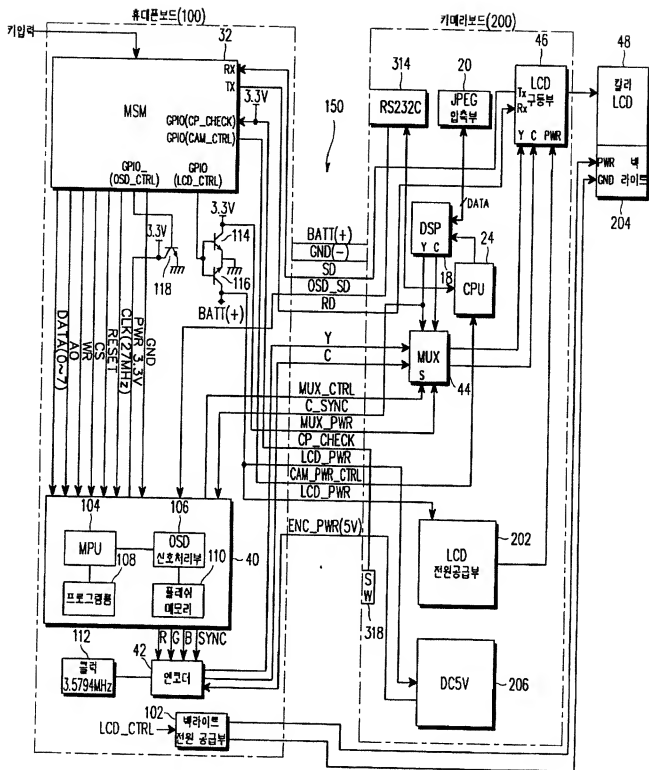 휴대폰보드(100)
키메라보드(200)
키입력
32
RX
TX
MSM
3.3V
GPIO(CP_CHECK)
GPIO(CAM_CTRL)
GPIO_
(OSD_CTRL)
GPIO
(LCD_CTRL)
3.3V
3.3V
114
116
118
BATT(+)
DATA(0~7)
AO
WR
CS
RESET
CLK(27MHz)
PWR 3.3V
GND
150
BATT(+)
GND(-)
SD
OSD_SD
RD
Y
C
MUX_CTRL
C_SYNC
MUX_PWR
CP_CHECK
LCD_PWR
CAM_PWR_CTRL
LCD_PWR
ENC_PWR(5V)
314
RS232C
20
JPEG
압축부
DATA
DSP
Y C
18
24
CPU
MUX
S
44
46
LCD
구동부
Tx
Rx
Y C PWR
48
칼러
LCD
PWR
GND
백
라이트
204
104
MPU
106
OSD
신호처리부
108
프로그램롬
110
플래쉬
메모리
40
R G B SYNC
112
클럭
3.5794MHz
42
엔코더
102
LCD_CTRL
백라이트
전원 공급부
SW
318
LCD
전원공급부
202
DC5V
206